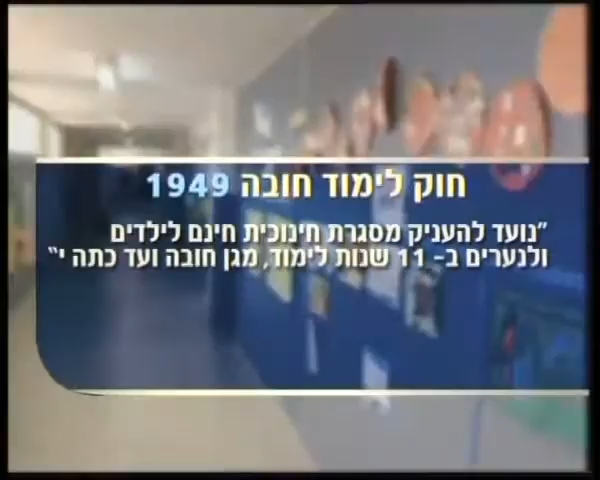 חוק לימוד חובה 1949
"נועד להעניק מסגרת חינוכית חינם לילדים
ולנערים ב- 11 שנות לימוד, מגן חובה ועד כתה י"